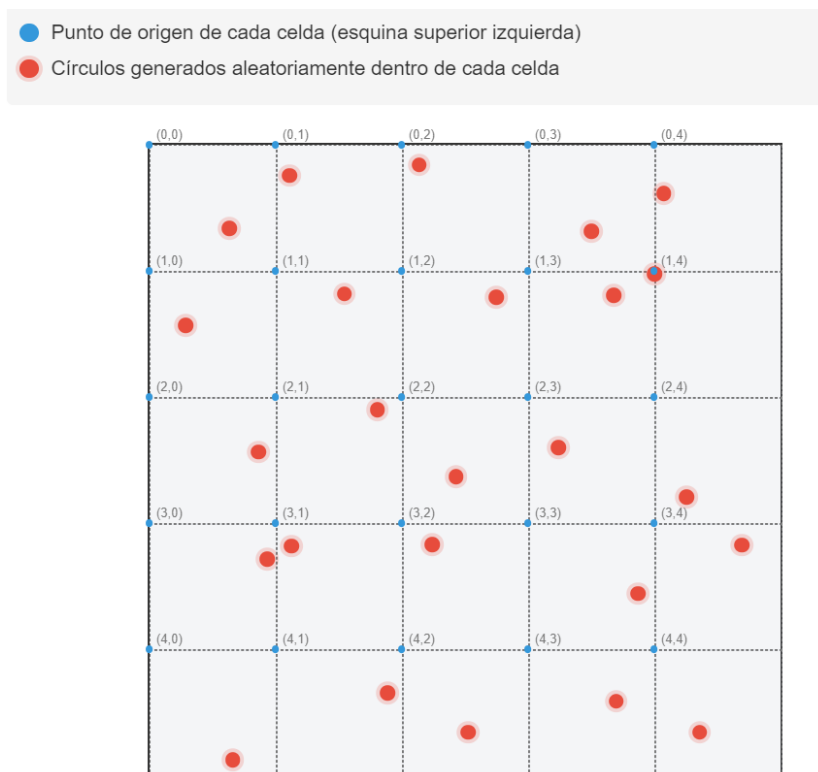 Punto de origen de cada celda (esquina superior izquierda)
Círculos generados aleatoriamente dentro de cada celda
(0,0) (0,1) (0,2) (0,3) (0,4)
(1,0) (1,1) (1,2) (1,3) (1,4)
(2,0) (2,1) (2,2) (2,3) (2,4)
(3,0) (3,1) (3,2) (3,3) (3,4)
(4,0) (4,1) (4,2) (4,3) (4,4)